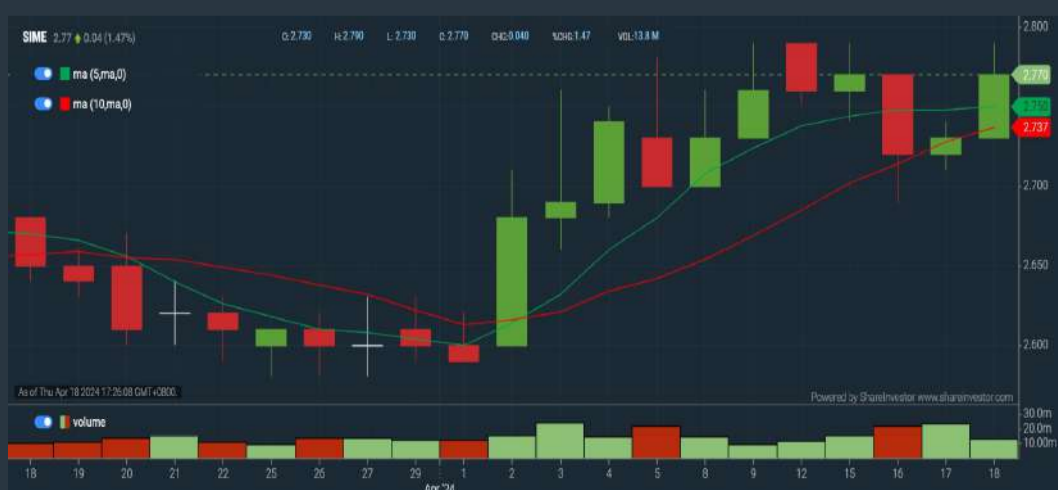 SIME 2.77 0.04 (1.47%) O: 2.730 H: 2.790 L: 2.730 C: 2.770 CHG: 0.040 %CHG: 1.47 VOL: 13.8 M
ma (5,ma,0)
ma (10,ma,0)
2.800
2.770
2.750
2.737
2.700
2.650
2.600
As of Thu Apr 18 2024 17:26:08 GMT+0800.
Powered by ShareInvestor www.shareinvestor.com
volume
30.0m
20.0m
10.00m
18 19 20 21 22 25 26 27 29 1 2 3 4 5 8 9 12 15 16 17 18
Apr '24